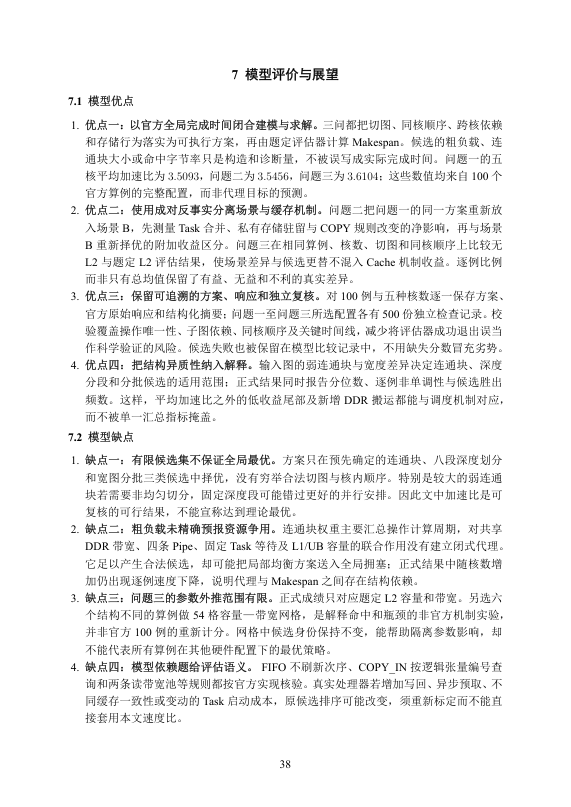 7 模型评价与展望
7.1 模型优点
1. 优点一：以官方全局完成时间闭合建模与求解。三问都把切图、同核顺序、跨核依赖
和存储行为落实为可执行方案，再由题定评估器计算 Makespan。候选的粗负载、连
通块大小或命中字节率只是构造和诊断量，不被误写成实际完成时间。问题一的五
核平均加速比为 3.5093，问题二为 3.5456，问题三为 3.6104；这些数值均来自 100 个
官方算例的完整配置，而非代理目标的预测。
2. 优点二：使用成对反事实分离场景与缓存机制。问题二把问题一的同一方案重新放
入场景 B，先测量 Task 合并、私有存储驻留与 COPY 规则改变的净影响，再与场景
B 重新择优的附加收益区分。问题三在相同算例、核数、切图和同核顺序上比较无
L2 与题定 L2 评估结果，使场景差异与候选更替不混入 Cache 机制收益。逐例比例
而非只有总均值保留了有益、无益和不利的真实差异。
3. 优点三：保留可追溯的方案、响应和独立复核。对 100 例与五种核数逐一保存方案、
官方原始响应和结构化摘要；问题一至问题三所选配置各有 500 份独立检查记录。校
验覆盖操作唯一性、子图依赖、同核顺序及关键时间线，减少将评估器成功退出误当
作科学验证的风险。候选失败也被保留在模型比较记录中，不用缺失分数冒充劣势。
4. 优点四：把结构异质性纳入解释。输入图的弱连通块与宽度差异决定连通块、深度
分段和分批候选的适用范围；正式结果同时报告分位数、逐例非单调性与候选胜出
频数。这样，平均加速比之外的低收益尾部及新增 DDR 搬运都能与调度机制对应，
而不被单一汇总指标掩盖。
7.2 模型缺点
1. 缺点一：有限候选集不保证全局最优。方案只在预先确定的连通块、八段深度划分
和宽图分批三类候选中择优，没有穷举合法切图与核内顺序。特别是较大的弱连通
块若需要非均匀切分，固定深度段可能错过更好的并行安排。因此文中加速比是可
复核的可行结果，不能宣称达到理论最优。
2. 缺点二：粗负载未精确预报资源争用。连通块权重主要汇总操作计算周期，对共享
DDR 带宽、四条 Pipe、固定 Task 等待及 L1/UB 容量的联合作用没有建立闭式代理。
它足以产生合法候选，却可能把局部均衡方案送入全局拥塞；正式结果中随核数增
加仍出现逐例速度下降，说明代理与 Makespan 之间存在结构依赖。
3. 缺点三：问题三的参数外推范围有限。正式成绩只对应题定 L2 容量和带宽。另选六
个结构不同的算例做 54 格容量—带宽网格，是解释命中和瓶颈的非官方机制实验，
并非官方 100 例的重新计分。网格中候选身份保持不变，能帮助隔离参数影响，却
不能代表所有算例在其他硬件配置下的最优策略。
4. 缺点四：模型依赖题给评估语义。 FIFO 不刷新次序、COPY_IN 按逻辑张量编号查
询和两条读带宽池等规则都按官方实现核验。真实处理器若增加写回、异步预取、不
同缓存一致性或变动的 Task 启动成本，原候选排序可能改变，须重新标定而不能直
接套用本文速度比。
38